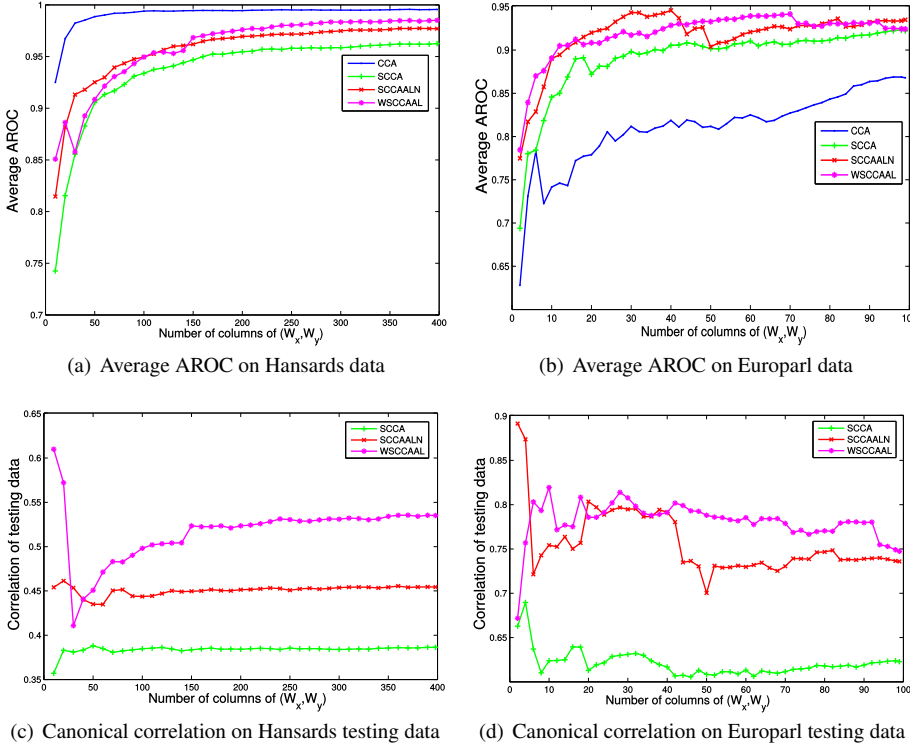 1
0.95
0.9
0.85
0.8
0.75
0.7
0 50 100 150 200 250 300 350 400
Average AROC
Number of columns of (Wx,Wy)
CCA
SCCA
SCCAALN
WSCCAAL
(a) Average AROC on Hansards data
0.95
0.9
0.85
0.8
0.75
0.7
0.65
0 10 20 30 40 50 60 70 80 90 100
Average AROC
Number of columns of (Wx,Wy)
CCA
SCCA
SCCAALN
WSCCAAL
(b) Average AROC on Europarl data
0.65
0.6
0.55
0.5
0.45
0.4
0.35
0 50 100 150 200 250 300 350 400
Correlation of testing data
Number of columns of (Wx,Wy)
SCCA
SCCAALN
WSCCAAL
(c) Canonical correlation on Hansards testing data
0.9
0.85
0.8
0.75
0.7
0.65
0 10 20 30 40 50 60 70 80 90 100
Correlation of testing data
Number of columns of (Wx,Wy)
SCCA
SCCAALN
WSCCAAL
(d) Canonical correlation on Europarl testing data